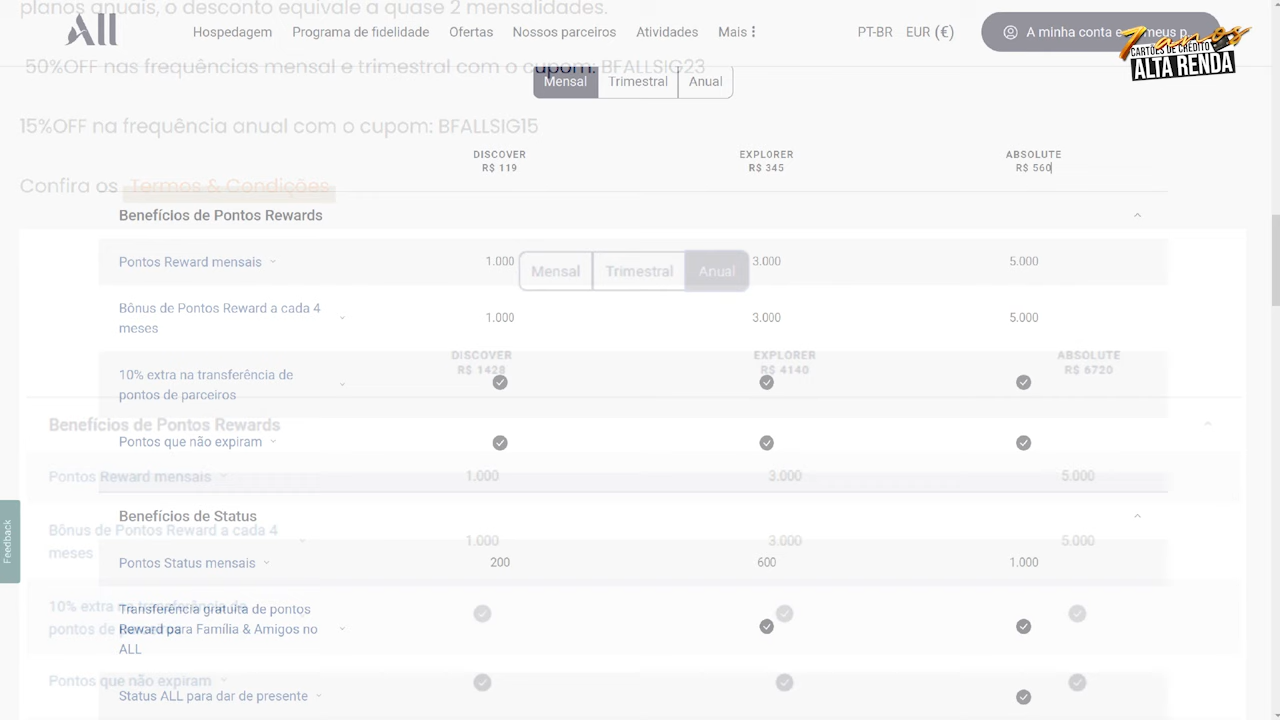 planos anuais, o desconto equivale a quase 2 mensalidades.
All
Hospedagem
Programa de fidelidade
Ofertas
Nossos parceiros
Atividades
Mais
PT-BR
EUR (€)
A minha conta e
meus p
7 anos
CARTÕES DE CRÉDITO
ALTA RENDA
50%OFF nas frequências mensal e trimestral com o cupom: BFALLSIG23
Mensal
Trimestral
Anual
15%OFF na frequência anual com o cupom: BFALLSIG15
DISCOVER
R$ 119
EXPLORER
R$ 345
ABSOLUTE
R$ 560
Confira os Termos & Condições
Benefícios de Pontos Rewards
Pontos Reward mensais
1.000
3.000
5.000
Mensal
Trimestral
Anual
Bônus de Pontos Reward a cada 4
meses
1.000
3.000
5.000
DISCOVER
R$ 1428
EXPLORER
R$ 4140
ABSOLUTE
R$ 6720
10% extra na transferência de
pontos de parceiros
Benefícios de Pontos Rewards
Pontos que não expiram
Pontos Reward mensais
1.000
3.000
5.000
Benefícios de Status
Bônus de Pontos Reward a cada 4
meses
1.000
3.000
5.000
Pontos Status mensais
200
600
1.000
10% extra na transferência de
pontos de parceiros
Transferência gratuita de pontos
Reward para Família & Amigos no
ALL
Pontos que não expiram
Status ALL para dar de presente
Feedback